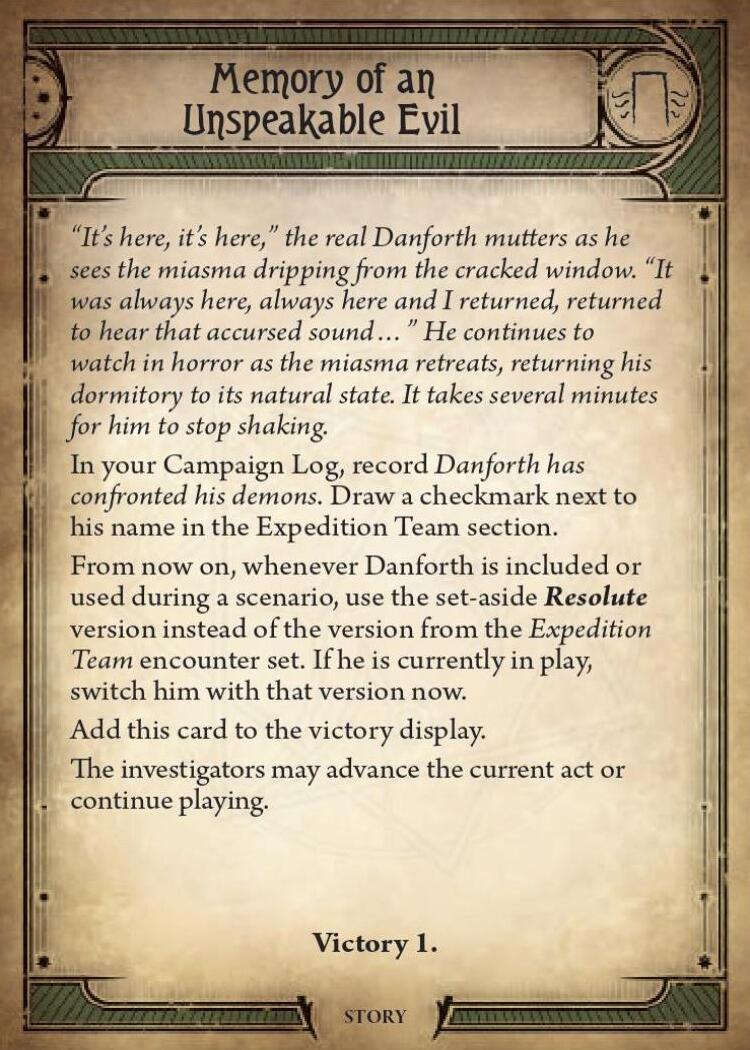 Memory of an
Unspeakable Evil
“It’s here, it’s here,” the real Danforth mutters as he
sees the miasma dripping from the cracked window. “It
was always here, always here and I returned, returned
to hear that accursed sound… ” He continues to
watch in horror as the miasma retreats, returning his
dormitory to its natural state. It takes several minutes
for him to stop shaking.
In your Campaign Log, record Danforth has
confronted his demons. Draw a checkmark next to
his name in the Expedition Team section.
From now on, whenever Danforth is included or
used during a scenario, use the set-aside Resolute
version instead of the version from the Expedition
Team encounter set. If he is currently in play,
switch him with that version now.
Add this card to the victory display.
The investigators may advance the current act or
continue playing.
Victory 1.
STORY